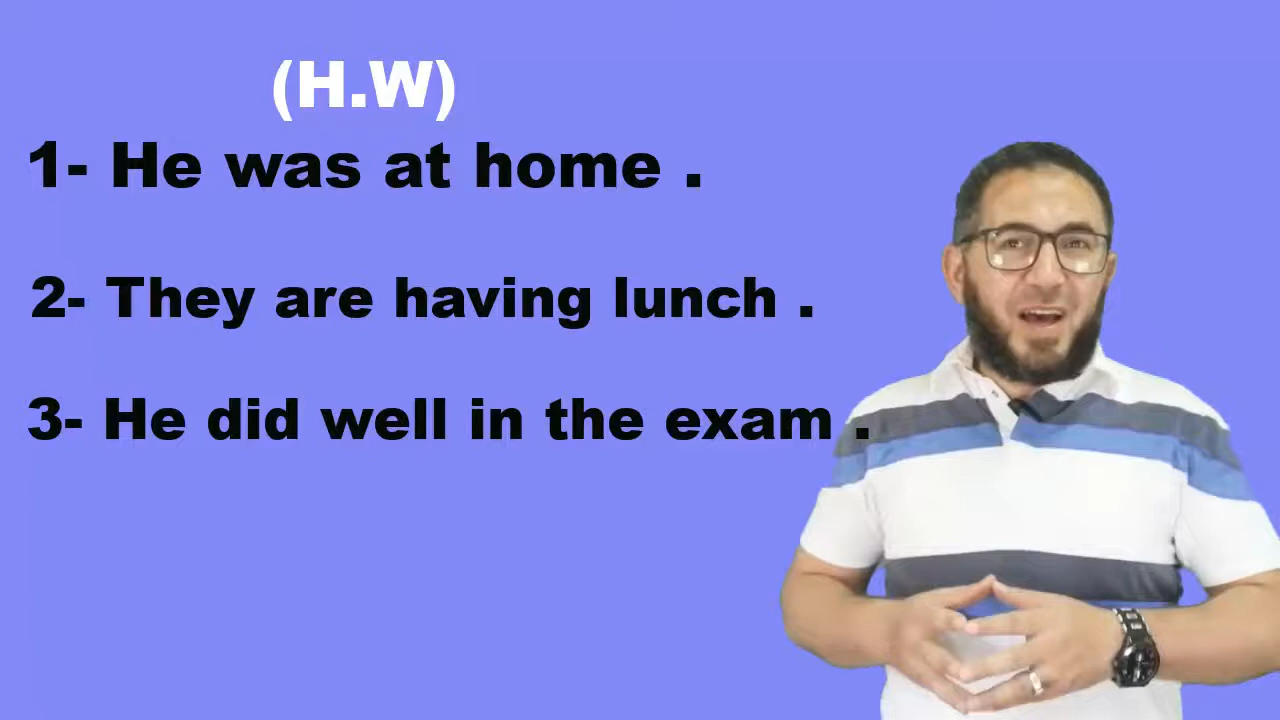 (H.W)
1- He was at home .
2- They are having lunch .
3- He did well in the exam .